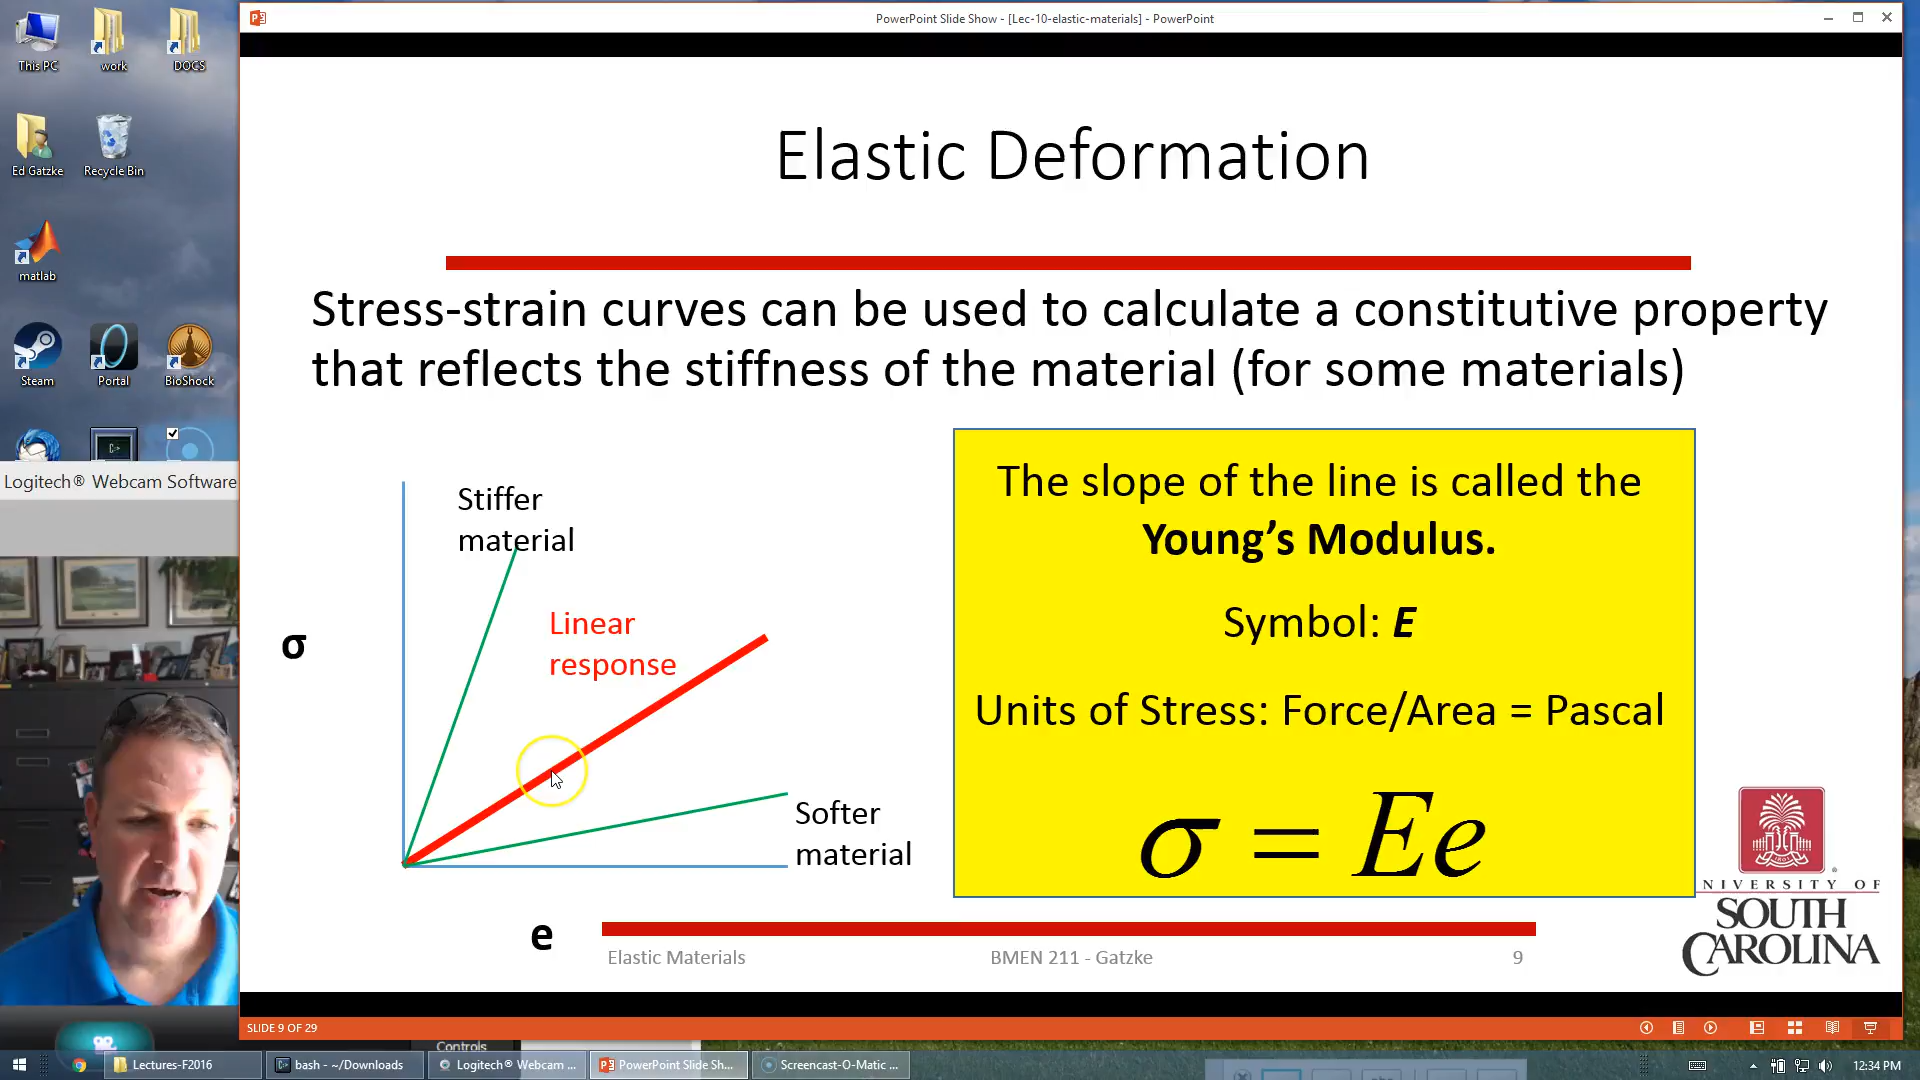 PowerPoint Slide Show - [Lec-10-elastic-materials] - PowerPoint
This PC
work
DOCS
Ed Gatzke
Recycle Bin
matlab
Steam
Portal
BioShock
Logitech® Webcam Software
Elastic Deformation
Stress-strain curves can be used to calculate a constitutive property
that reflects the stiffness of the material (for some materials)
Stiffer
material
Linear
response
σ
Softer
material
e
The slope of the line is called the
Young's Modulus.
Symbol: E
Units of Stress: Force/Area = Pascal
σ = Ee
NIVERSITY OF
SOUTH
CAROLINA
Elastic Materials
BMEN 211 - Gatzke
9
SLIDE 9 OF 29
Controls
Lectures-F2016
bash - ~/Downloads
Logitech® Webcam ...
PowerPoint Slide Sh...
Screencast-O-Matic ...
12:34 PM